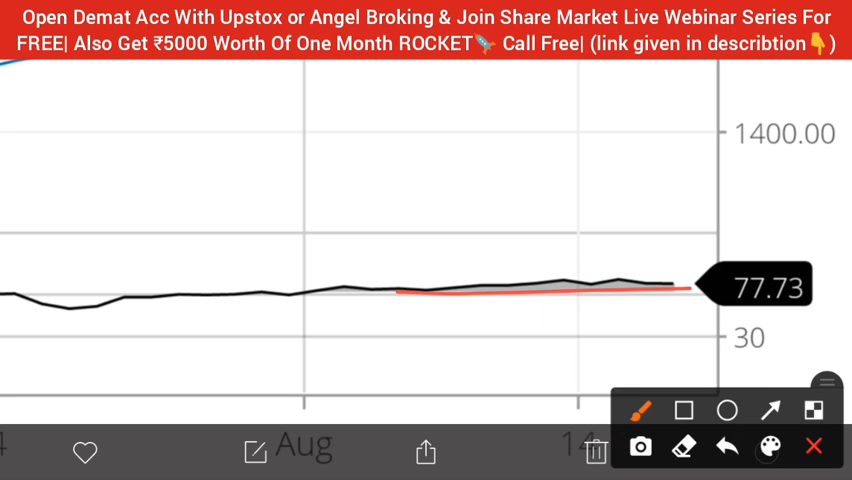 Open Demat Acc With Upstox or Angel Broking & Join Share Market Live Webinar Series For
FREE| Also Get ₹5000 Worth Of One Month ROCKET🚀 Call Free| (link given in describtion👇)
1400.00
77.73
30
4 Aug 14